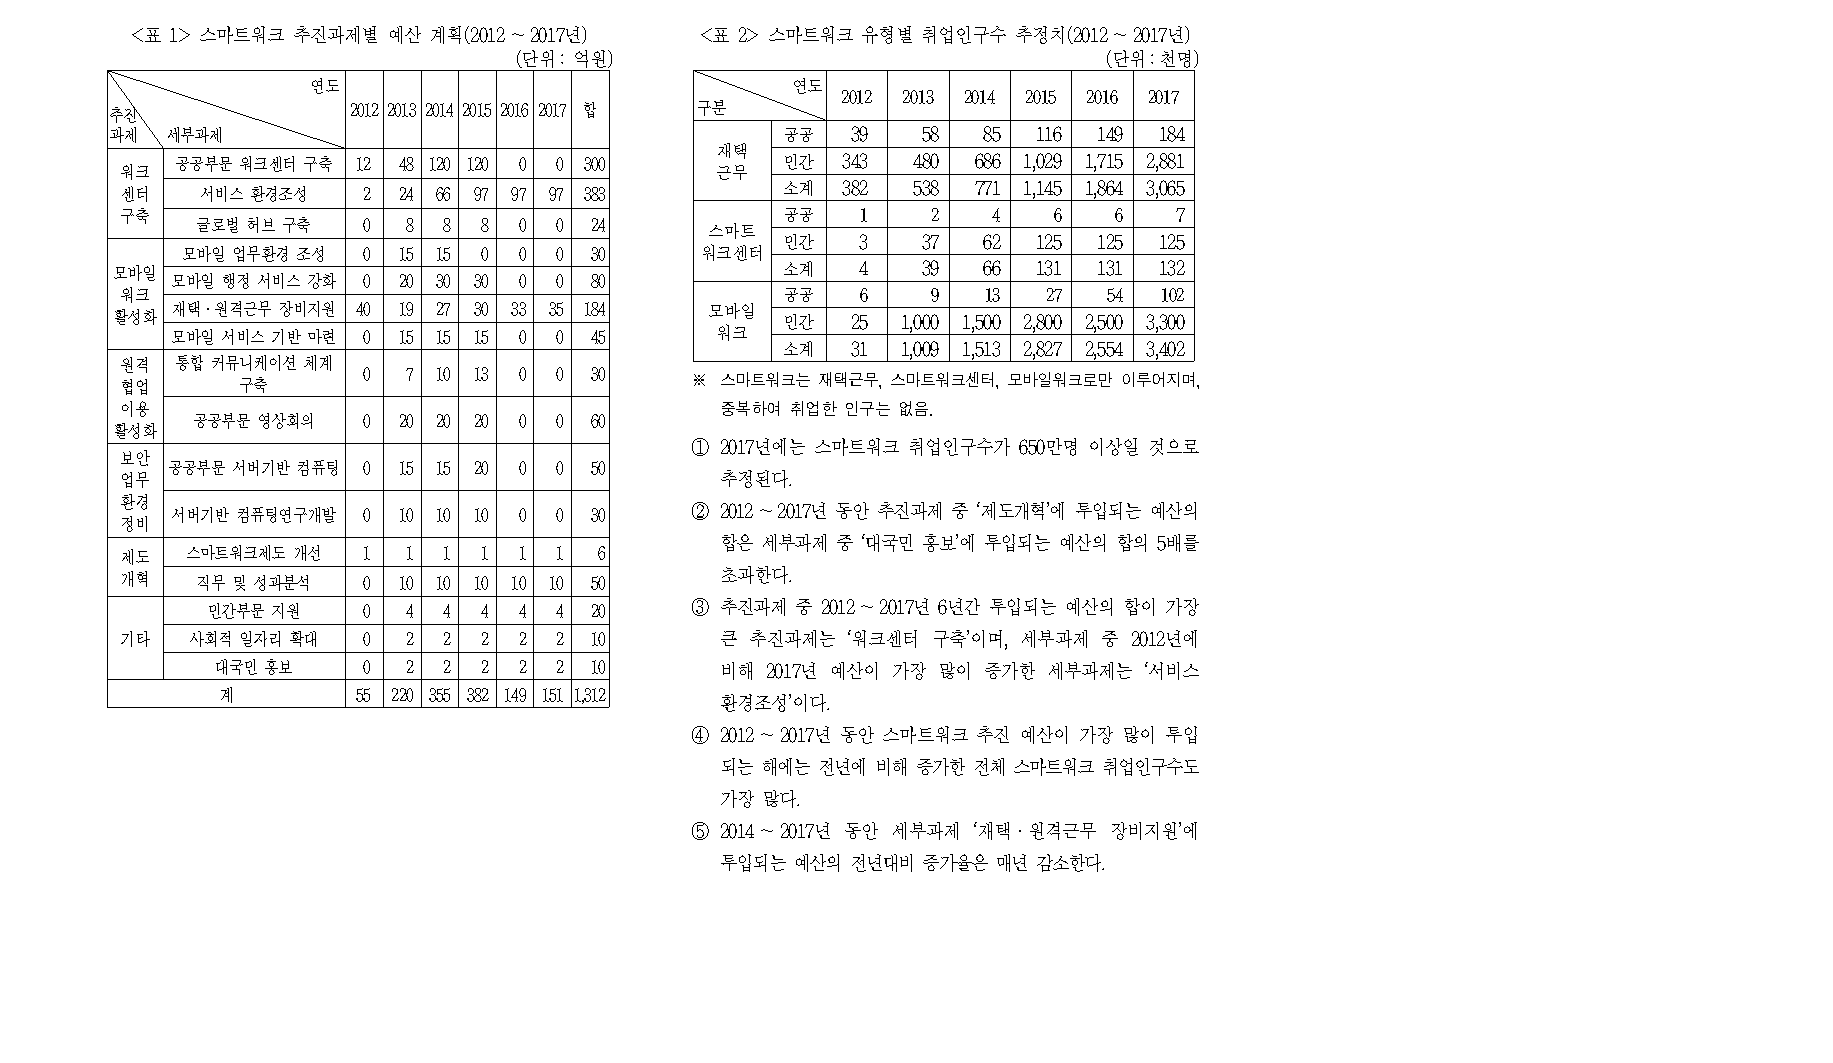 <표 1> 스마트워크 추진과제별 예산 계획(2012 ~ 2017년)
(단위 : 억원)
연도
추진과제 세부과제 2012 2013 2014 2015 2016 2017 합
워크센터 구축
공공부문 워크센터 구축 12 48 120 120 0 0 300
서비스 환경조성 2 24 66 97 97 97 383
글로벌 허브 구축 0 8 8 8 0 0 24
모바일 워크 활성화
모바일 업무환경 조성 0 15 15 0 0 0 30
모바일 행정 서비스 강화 0 20 30 30 0 0 80
재택·원격근무 장비지원 40 19 27 30 33 35 184
모바일 서비스 기반 마련 0 15 15 15 0 0 45
원격 협업 이용 활성화
통합 커뮤니케이션 체계 구축 0 7 10 13 0 0 30
공공부문 영상회의 0 20 20 20 0 0 60
보안 업무 환경 정비
공공부문 서버기반 컴퓨팅 0 15 15 20 0 0 50
서버기반 컴퓨팅연구개발 0 10 10 10 0 0 30
제도 개혁
스마트워크제도 개선 1 1 1 1 1 1 6
직무 및 성과분석 0 10 10 10 10 10 50
기타
민간부문 지원 0 4 4 4 4 4 20
사회적 일자리 확대 0 2 2 2 2 2 10
대국민 홍보 0 2 2 2 2 2 10
계 55 220 355 382 149 151 1,312
<표 2> 스마트워크 유형별 취업인구수 추정치(2012 ~ 2017년)
(단위 : 천명)
연도
구분 2012 2013 2014 2015 2016 2017
재택근무
공공 39 58 85 116 149 184
민간 343 480 686 1,029 1,715 2,881
소계 382 538 771 1,145 1,864 3,065
스마트워크센터
공공 1 2 4 6 6 7
민간 3 37 62 125 125 125
소계 4 39 66 131 131 132
모바일워크
공공 6 9 13 27 54 102
민간 25 1,000 1,500 2,800 2,500 3,300
소계 31 1,009 1,513 2,827 2,554 3,402
※ 스마트워크는 재택근무, 스마트워크센터, 모바일워크로만 이루어지며,
중복하여 취업한 인구는 없음.
① 2017년에는 스마트워크 취업인구수가 650만명 이상일 것으로
추정된다.
② 2012 ~ 2017년 동안 추진과제 중 ‘제도개혁’에 투입되는 예산의
합은 세부과제 중 ‘대국민 홍보’에 투입되는 예산의 합의 5배를
초과한다.
③ 추진과제 중 2012 ~ 2017년 6년간 투입되는 예산의 합이 가장
큰 추진과제는 ‘워크센터 구축’이며, 세부과제 중 2012년에
비해 2017년 예산이 가장 많이 증가한 세부과제는 ‘서비스
환경조성’이다.
④ 2012 ~ 2017년 동안 스마트워크 추진 예산이 가장 많이 투입
되는 해에는 전년에 비해 증가한 전체 스마트워크 취업인구수도
가장 많다.
⑤ 2014 ~ 2017년 동안 세부과제 ‘재택·원격근무 장비지원’에
투입되는 예산의 전년대비 증가율은 매년 감소한다.